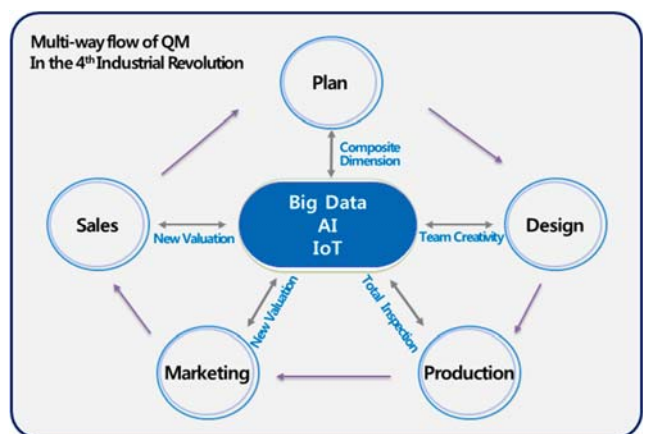 Multi-way flow of QM
In the 4th Industrial Revolution
Plan
Composite
Dimension
Big Data
AI
IoT
Sales
New Valuation
Team Creativity
Design
New Valuation
Total Inspection
Marketing
Production